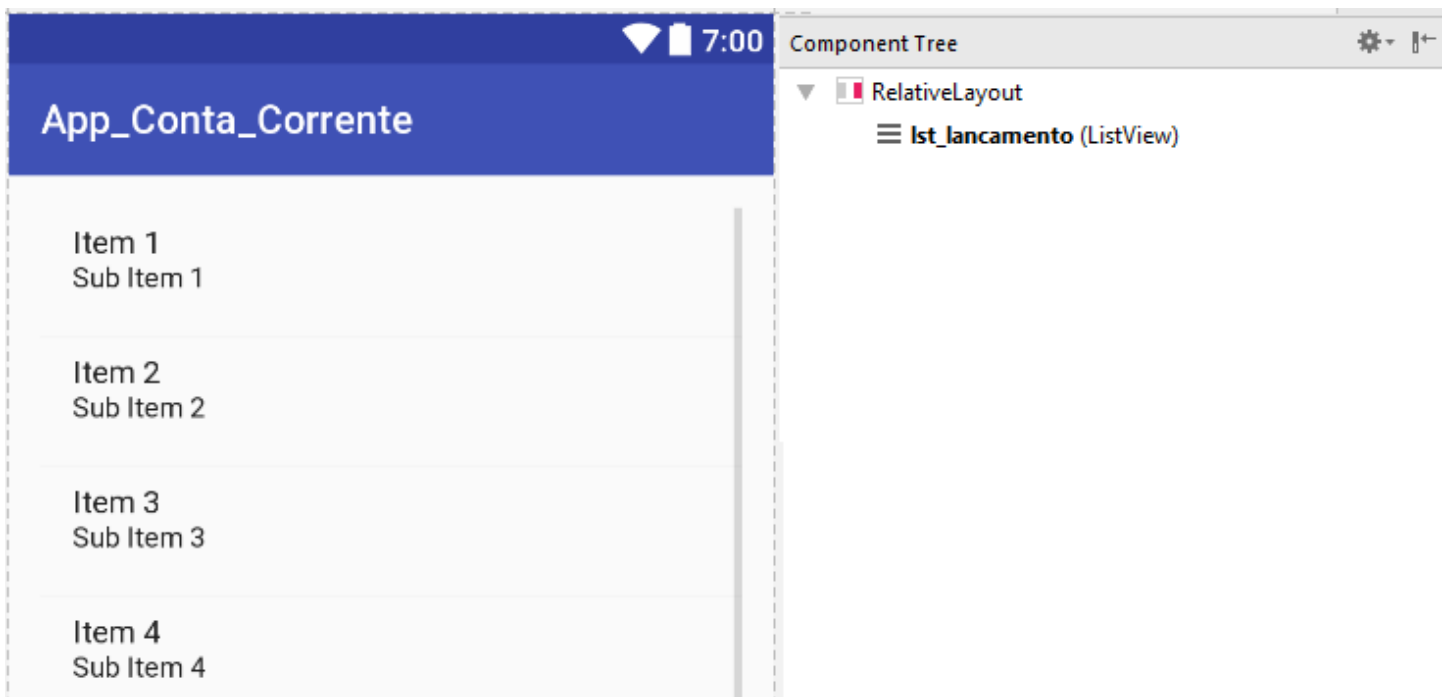 7:00
App_Conta_Corrente
Item 1
Sub Item 1
Item 2
Sub Item 2
Item 3
Sub Item 3
Item 4
Sub Item 4
Component Tree
RelativeLayout
lst_lancamento (ListView)